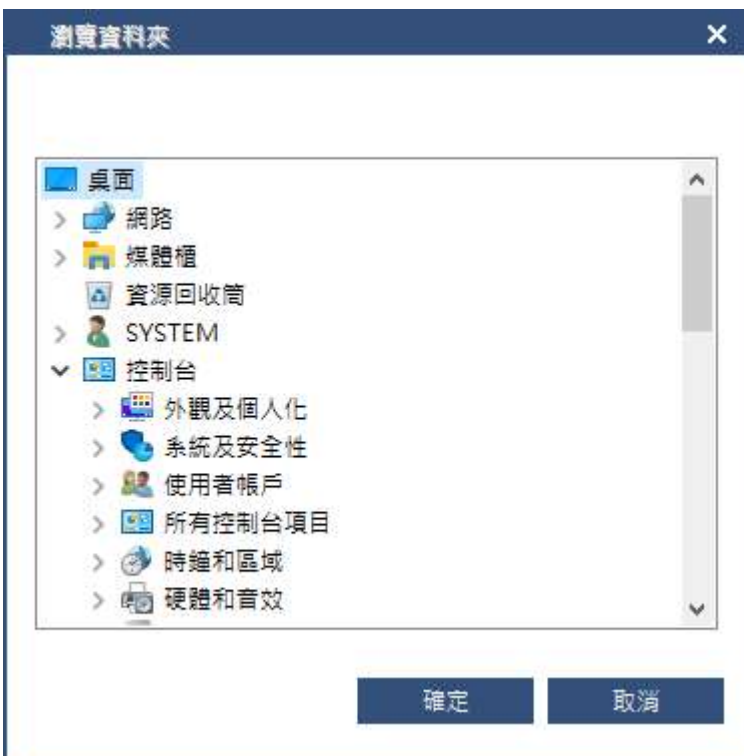 瀏覽資料夾
桌面
網路
媒體櫃
資源回收筒
SYSTEM
控制台
外觀及個人化
系統及安全性
使用者帳戶
所有控制台項目
時鐘和區域
硬體和音效
確定 取消